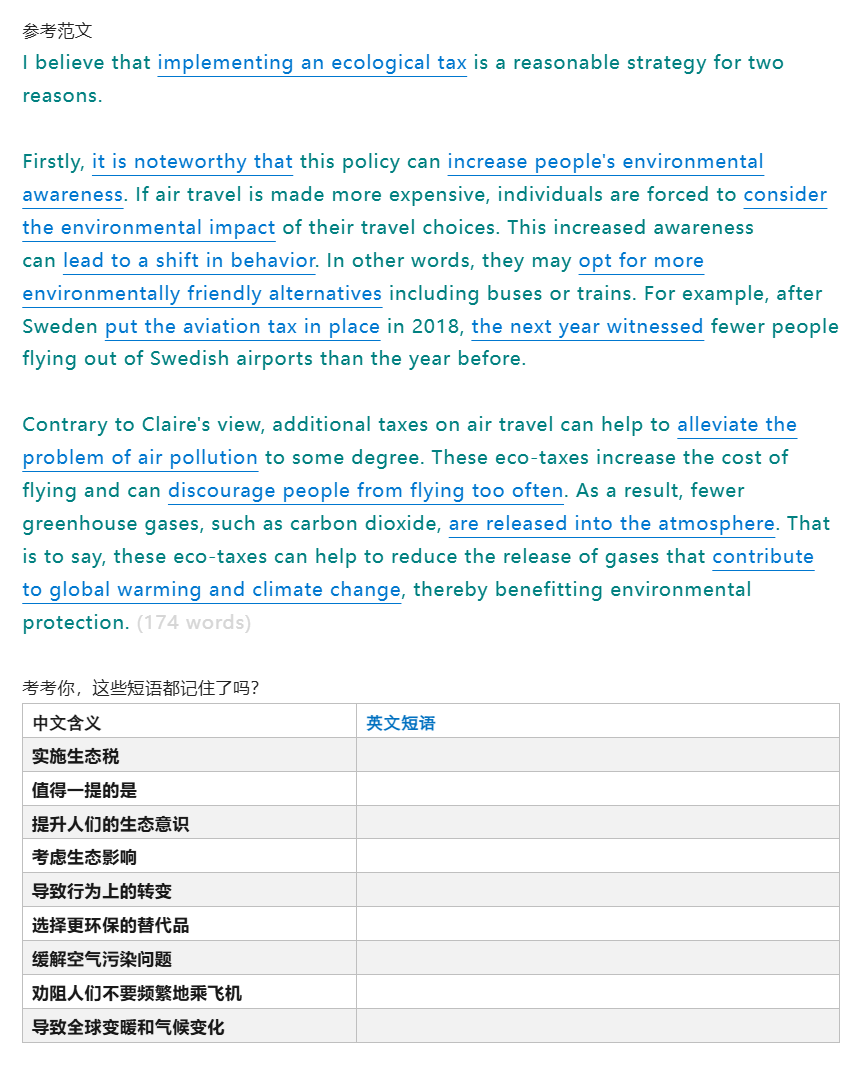 参考范文
I believe that implementing an ecological tax is a reasonable strategy for two
reasons.
Firstly, it is noteworthy that this policy can increase people's environmental
awareness. If air travel is made more expensive, individuals are forced to consider
the environmental impact of their travel choices. This increased awareness
can lead to a shift in behavior. In other words, they may opt for more
environmentally friendly alternatives including buses or trains. For example, after
Sweden put the aviation tax in place in 2018, the next year witnessed fewer people
flying out of Swedish airports than the year before.
Contrary to Claire's view, additional taxes on air travel can help to alleviate the
problem of air pollution to some degree. These eco-taxes increase the cost of
flying and can discourage people from flying too often. As a result, fewer
greenhouse gases, such as carbon dioxide, are released into the atmosphere. That
is to say, these eco-taxes can help to reduce the release of gases that contribute
to global warming and climate change, thereby benefitting environmental
protection. (174 words)
考考你，这些短语都记住了吗？
中文含义 英文短语
实施生态税
值得一提的是
提升人们的生态意识
考虑生态影响
导致行为上的转变
选择更环保的替代品
缓解空气污染问题
劝阻人们不要频繁地乘飞机
导致全球变暖和气候变化